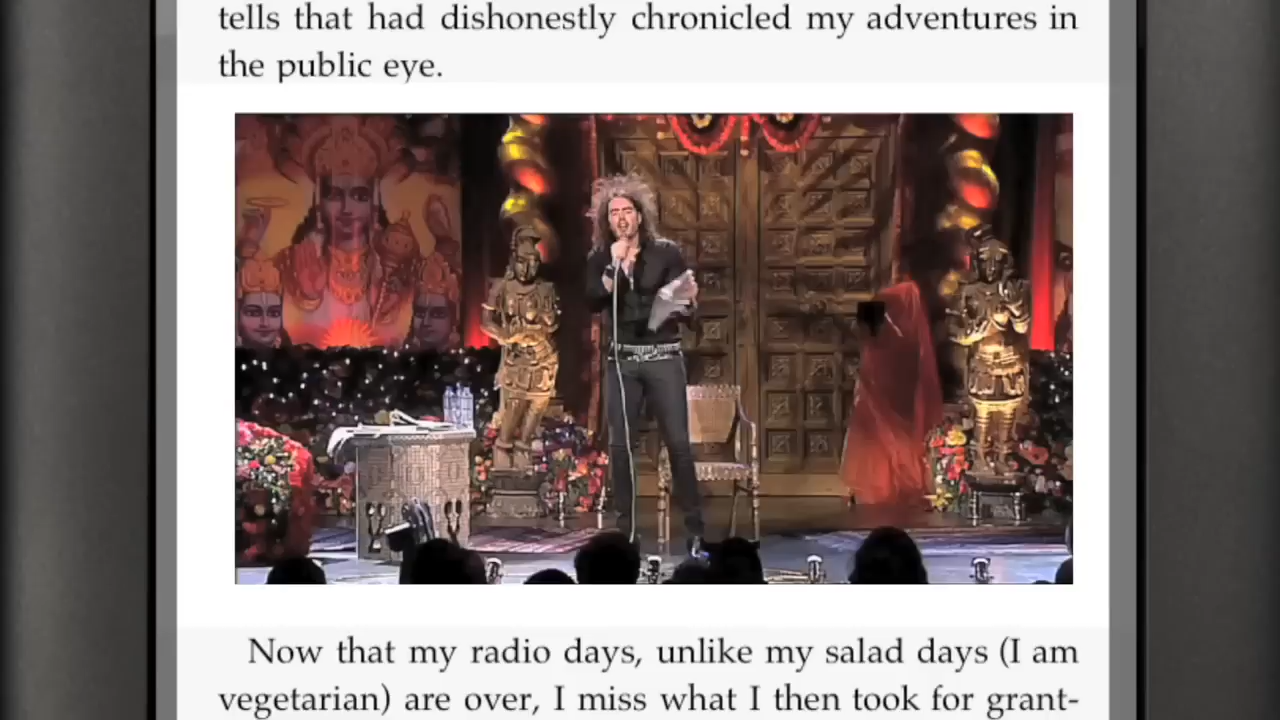 tells that had dishonestly chronicled my adventures in
the public eye.
Now that my radio days, unlike my salad days (I am
vegetarian) are over, I miss what I then took for grant-